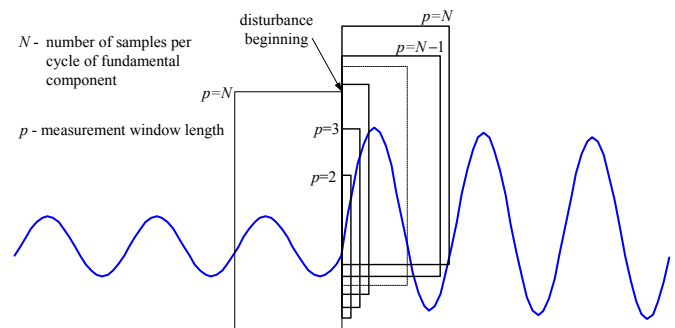 N - number of samples per
cycle of fundamental
component
p - measurement window length
disturbance
beginning
p=N
p=N−1
p=N
p=3
p=2